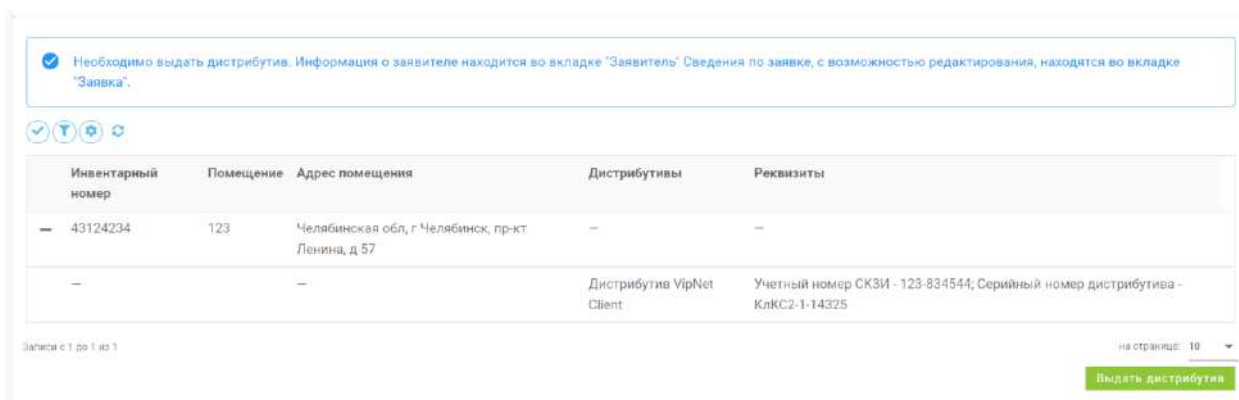 Необходимо выдать дистрибутив. Информация о заявителе находится во вкладке "Заявитель" Сведения по заявке, с возможностью редактирования, находятся во вкладке
"Заявка".
Инвентарный номер Помещение Адрес помещения Дистрибутивы Реквизиты
— 43124234 123 Челябинская обл, г Челябинск, пр-кт Ленина, д 57 — —
— — Дистрибутив VipNet Client Учетный номер СКЗИ - 123-834544; Серийный номер дистрибутива - КлКС2-1-14325
Записи с 1 до 1 из 1 на странице: 10
Выдать дистрибутив